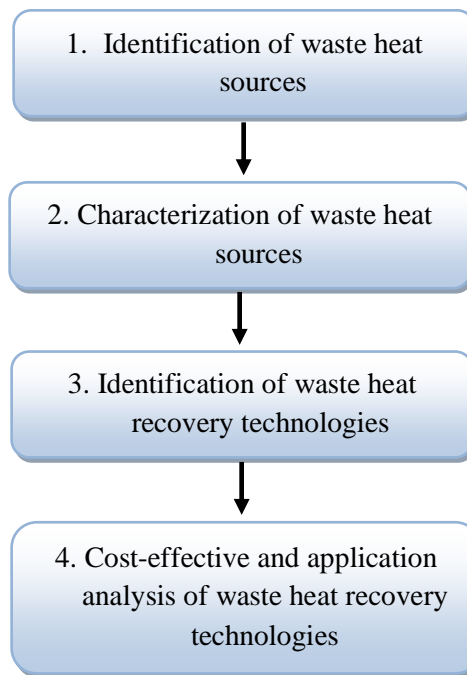 1. Identification of waste heat
sources
2. Characterization of waste heat
sources
3. Identification of waste heat
recovery technologies
4. Cost-effective and application
analysis of waste heat recovery
technologies